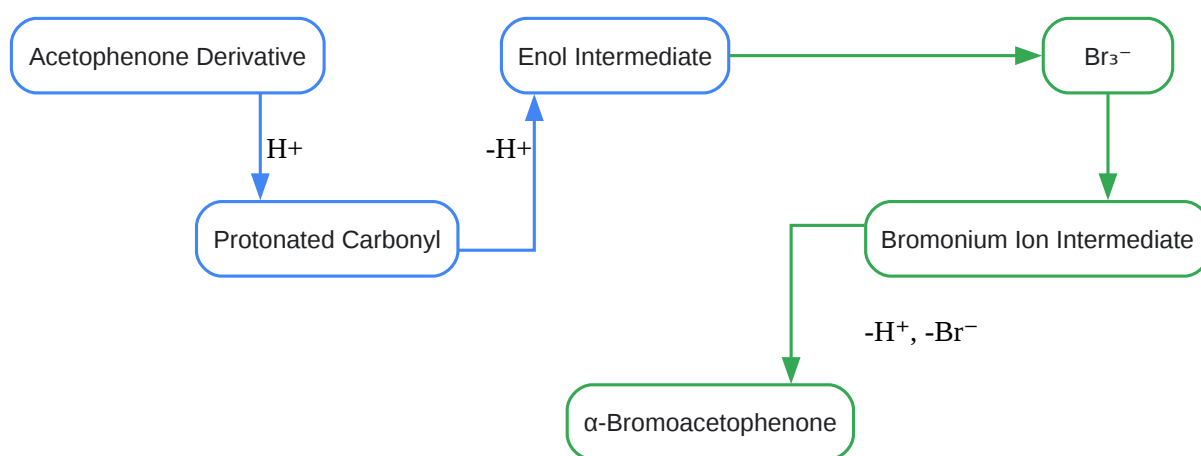 Acetophenone Derivative
Enol Intermediate
Br₃⁻
H+
-H+
Protonated Carbonyl
Bromonium Ion Intermediate
-H⁺, -Br⁻
α-Bromoacetophenone